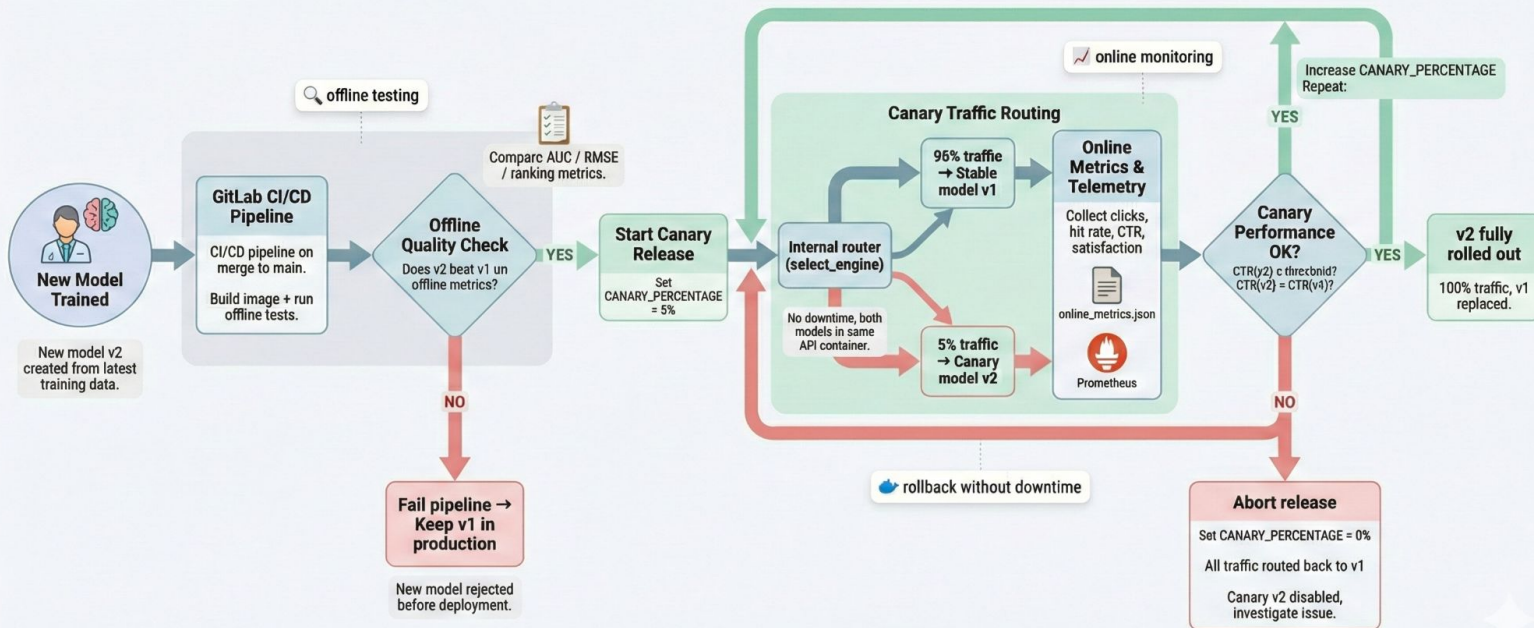 online monitoring
Increase CANARY_PERCENTAGE
Repeat:
offline testing
Canary Traffic Routing
YES
Comparc AUC / RMSE
/ ranking metrics.
96% traffie
→ Stable
model v1
Online
Metrics &
Telemetry
GitLab CI/CD
Pipeline
CI/CD pipeline on
merge to main.
Build image + run
offline tests.
Offline
Quality Check
Does v2 beat v1 un
offline metrics?
YES
Start Canary
Release
Set
CANARY_PERCENTAGE
= 5%
Internal router
(select_engine)
Collect clicks,
hit rate, CTR,
satisfaction
online_metrics.json
Prometheus
Canary
Performance
OK?
CTR(y2) c
CTR(v2} = CTR(v4)?
YES
v2 fully
rolled out
100% traffic, v1
replaced.
New Model
Trained
New model v2
created from latest
training data.
No downtime, both
models in same
API container.
5% traffic
→ Canary
model v2
NO
NO
rollback without downtime
Fail pipeline →
Keep v1 in
production
New model rejected
before deployment.
Abort release
Set CANARY_PERCENTAGE = 0%
All traffic routed back to v1
Canary v2 disabled,
investigate issue.